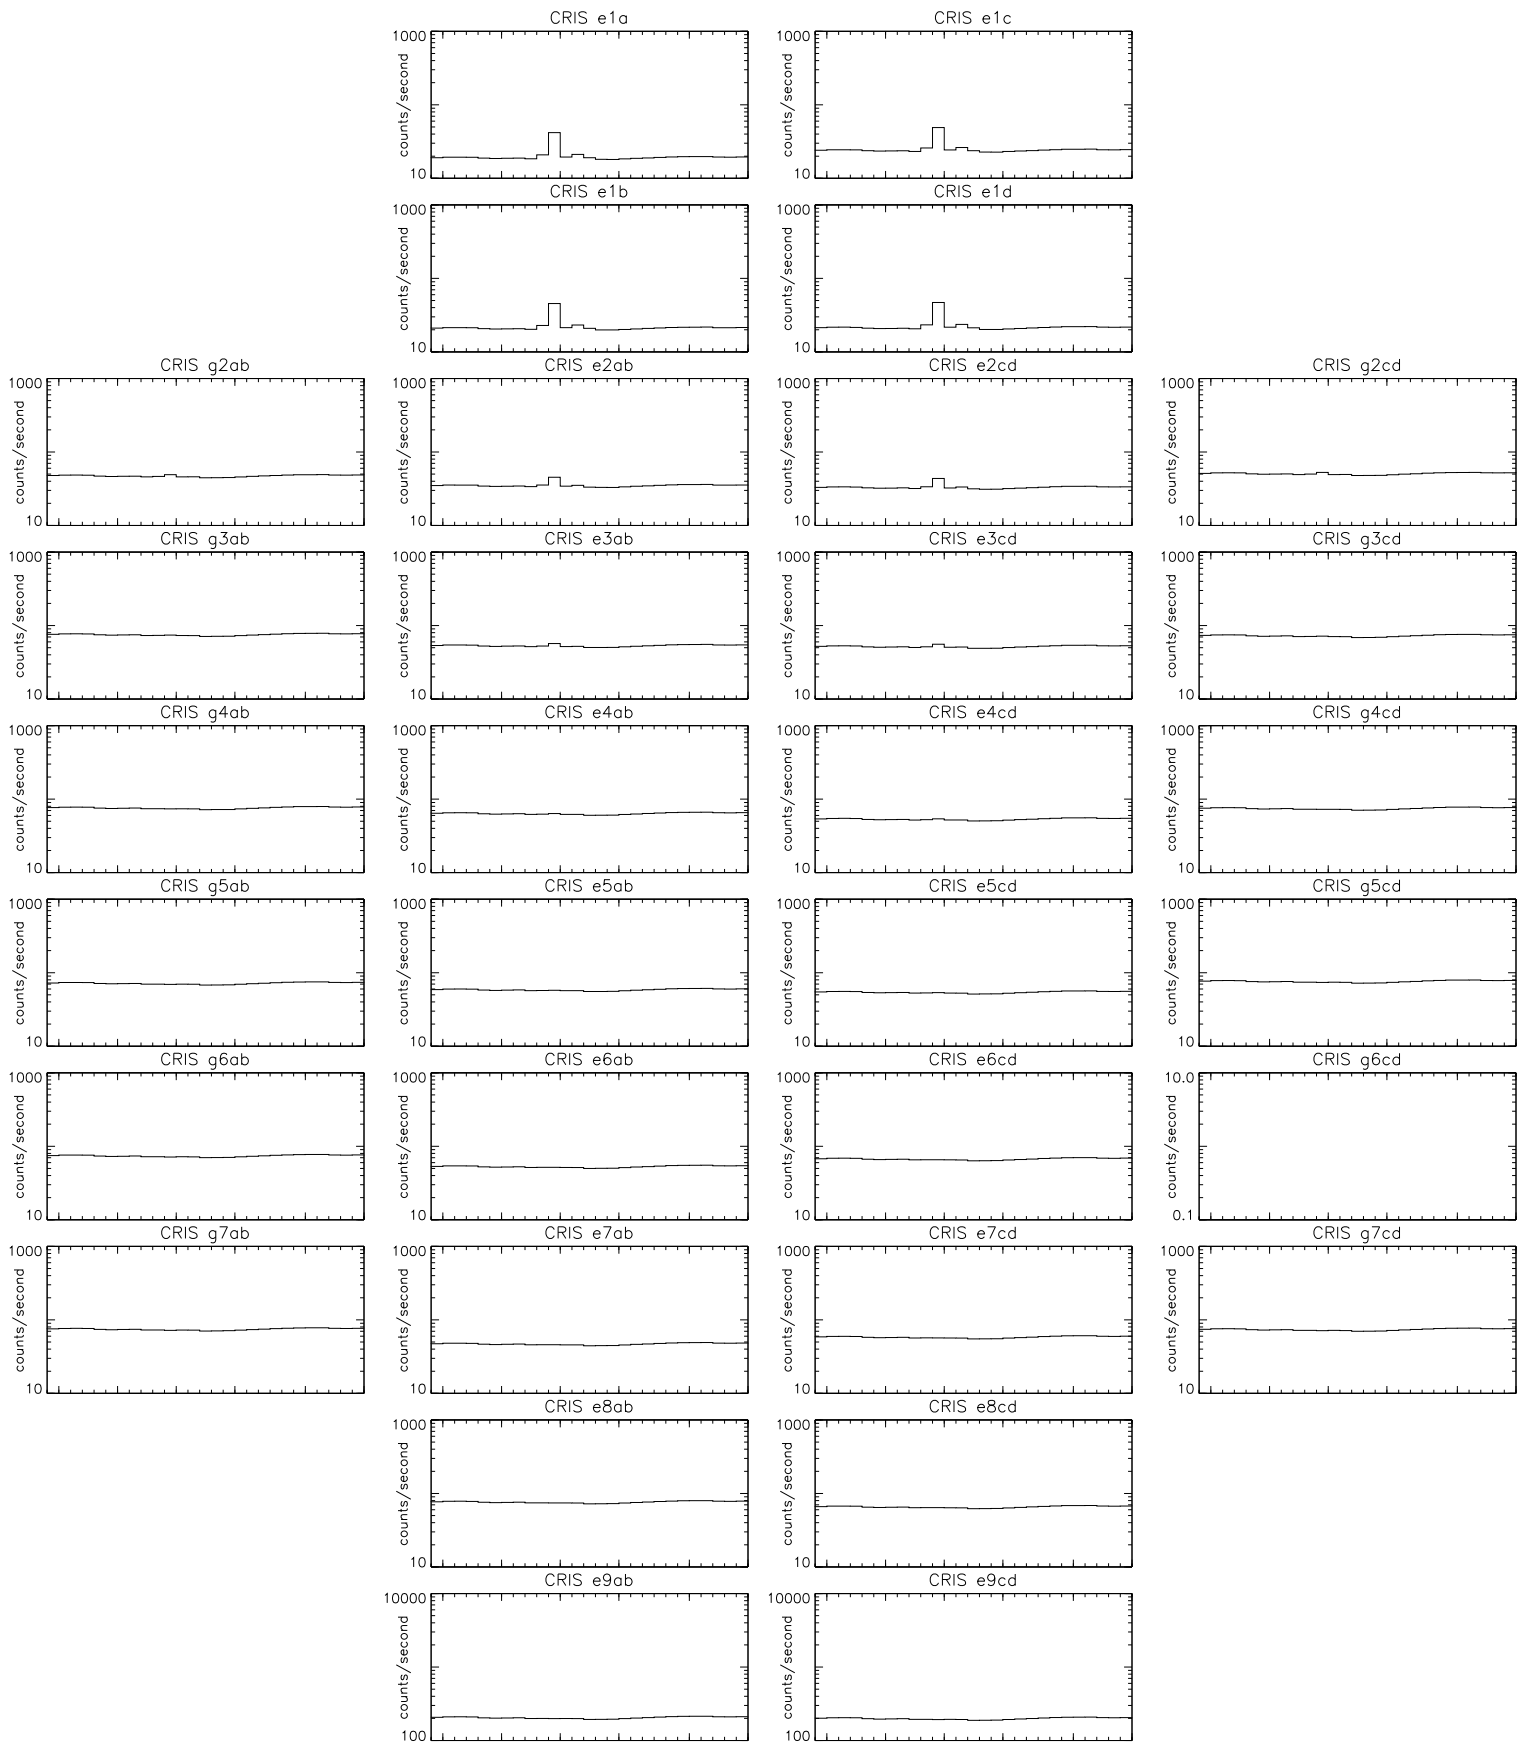 CRIS e1a
1000
counts/second
10
CRIS e1c
1000
counts/second
10
CRIS e1b
1000
counts/second
10
CRIS e1d
1000
counts/second
10
CRIS g2ab
1000
counts/second
10
CRIS e2ab
1000
counts/second
10
CRIS e2cd
1000
counts/second
10
CRIS g2cd
1000
counts/second
10
CRIS g3ab
1000
counts/second
10
CRIS e3ab
1000
counts/second
10
CRIS e3cd
1000
counts/second
10
CRIS g3cd
1000
counts/second
10
CRIS g4ab
1000
counts/second
10
CRIS e4ab
1000
counts/second
10
CRIS e4cd
1000
counts/second
10
CRIS g4cd
1000
counts/second
10
CRIS g5ab
1000
counts/second
10
CRIS e5ab
1000
counts/second
10
CRIS e5cd
1000
counts/second
10
CRIS g5cd
1000
counts/second
10
CRIS g6ab
1000
counts/second
10
CRIS e6ab
1000
counts/second
10
CRIS e6cd
1000
counts/second
10
CRIS g6cd
10.0
counts/second
0.1
CRIS g7ab
1000
counts/second
10
CRIS e7ab
1000
counts/second
10
CRIS e7cd
1000
counts/second
10
CRIS g7cd
1000
counts/second
10
CRIS e8ab
1000
counts/second
10
CRIS e8cd
1000
counts/second
10
CRIS e9ab
10000
counts/second
100
CRIS e9cd
10000
counts/second
100